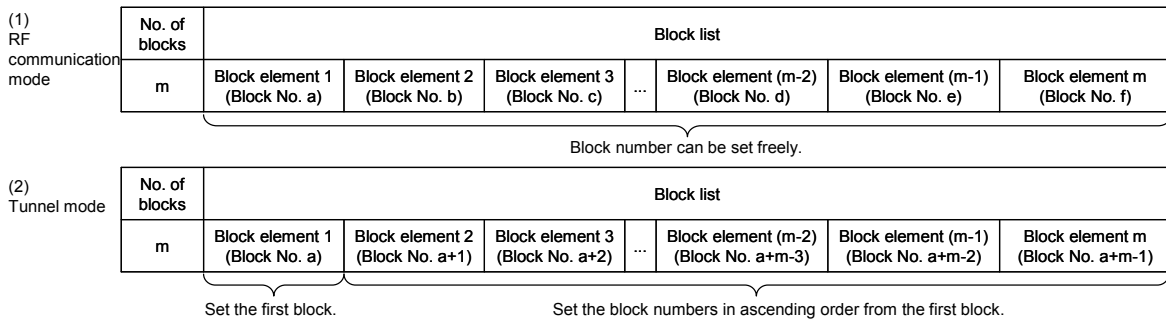 (1)
RF
communication
mode
No. of
blocks
Block list
m
Block element 1
(Block No. a)
Block element 2
(Block No. b)
Block element 3
(Block No. c)
...
Block element (m-2)
(Block No. d)
Block element (m-1)
(Block No. e)
Block element m
(Block No. f)
Block number can be set freely.
(2)
Tunnel mode
No. of
blocks
Block list
m
Block element 1
(Block No. a)
Block element 2
(Block No. a+1)
Block element 3
(Block No. a+2)
...
Block element (m-2)
(Block No. a+m-3)
Block element (m-1)
(Block No. a+m-2)
Block element m
(Block No. a+m-1)
Set the first block.
Set the block numbers in ascending order from the first block.